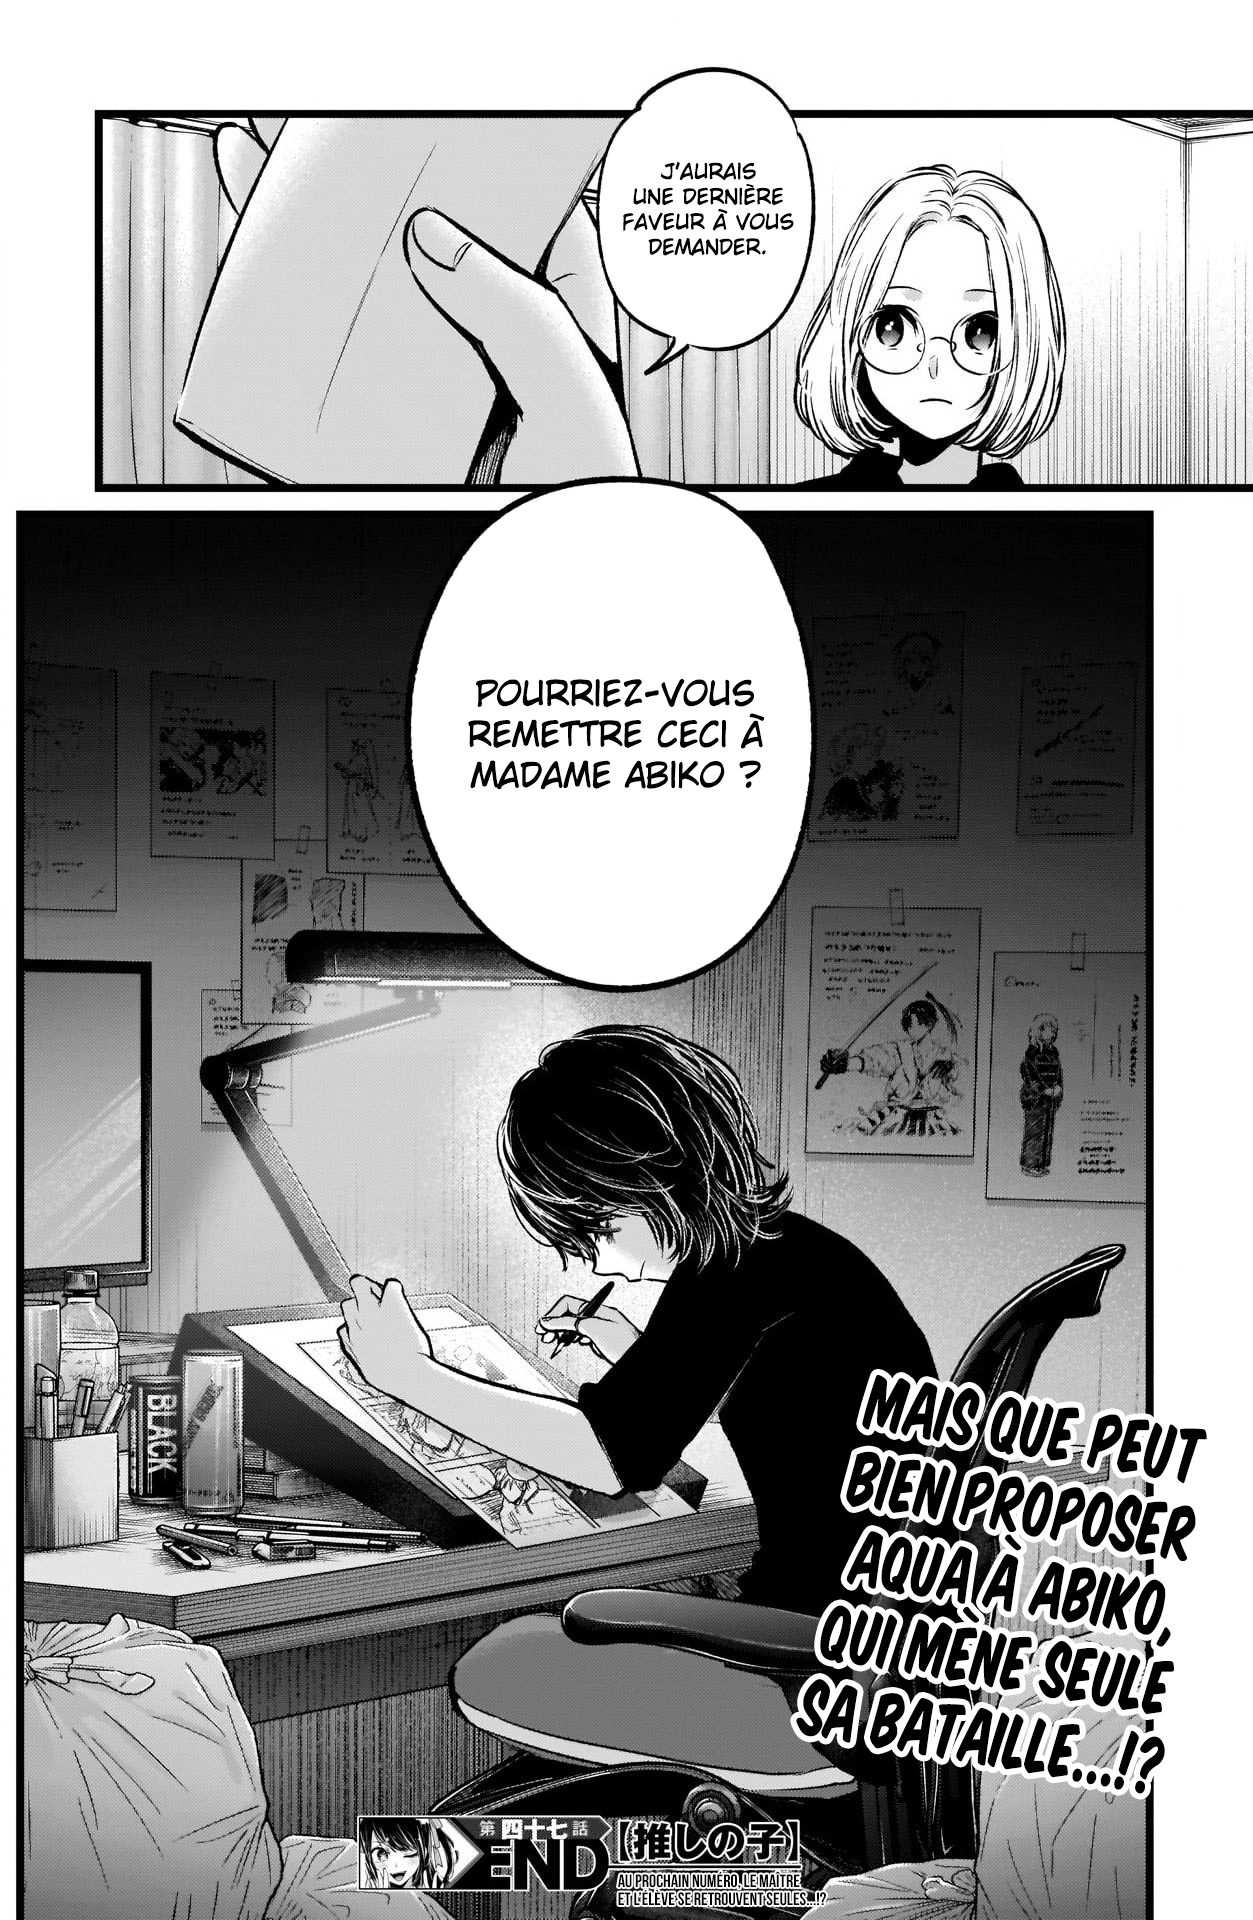 J'AURAIS
UNE DERNIÈRE
FAVEUR À VOUS
DEMANDER.
POURRIEZ-VOUS
REMETTRE CECI À
MADAME ABIKO ?
BLACK
MAIS QUE PEUT
BIEN PROPOSER
AQUA À ABIKO,
QUI MÈNE SEULE
SA BATAILLE...!?
第四十七話
END
【推しの子】
AU PROCHAIN NUMÉRO, LE MAÎTRE
ET L'ÉLÈVE SE RETROUVENT SEULES...!?